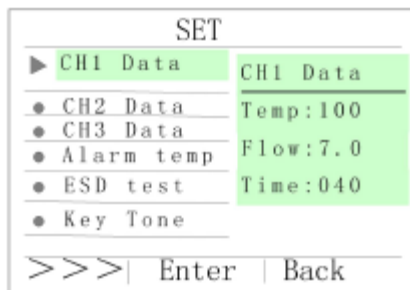 SET
CH1 Data
CH2 Data
CH3 Data
Alarm temp
ESD test
Key Tone
CH1 Data
Temp:100
Flow:7.0
Time:040
>>>| Enter | Back